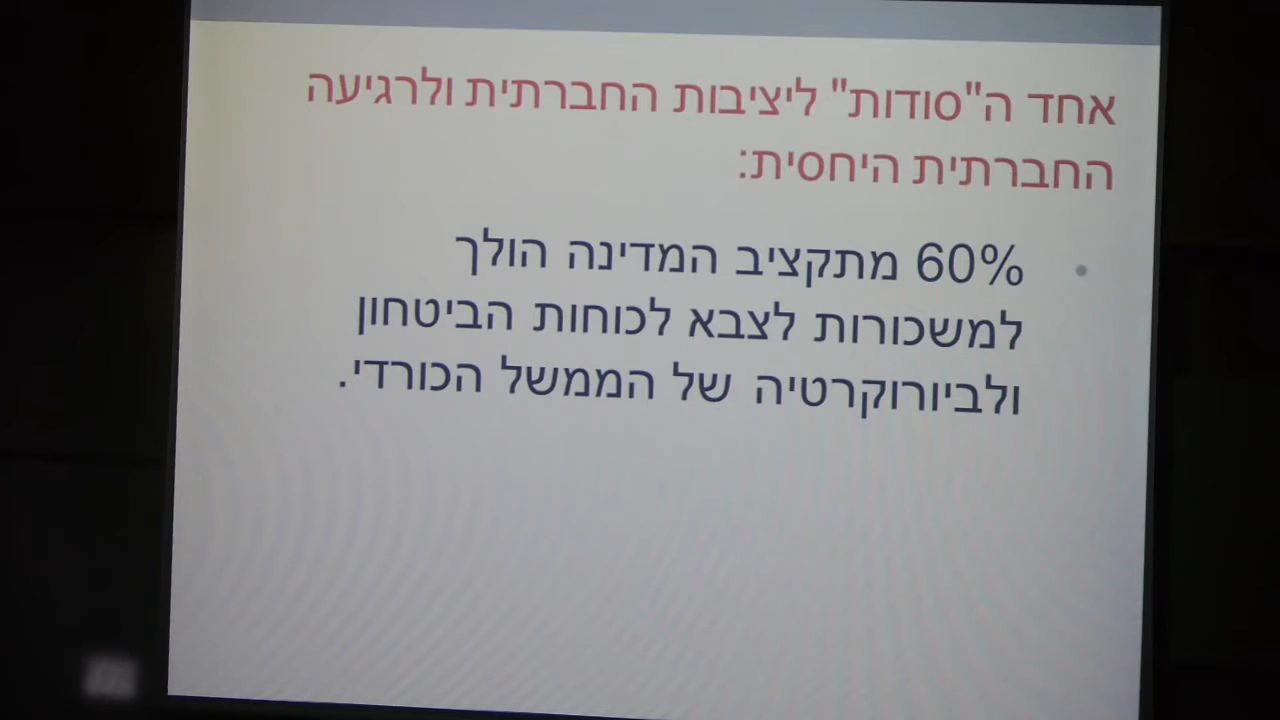 אחד ה"סודות" ליציבות החברתית ולרגיעה
החברתית היחסית:
• 60% מתקציב המדינה הולך
למשכורות לצבא לכוחות הביטחון
ולביורוקרטיה של הממשל הכורדי.